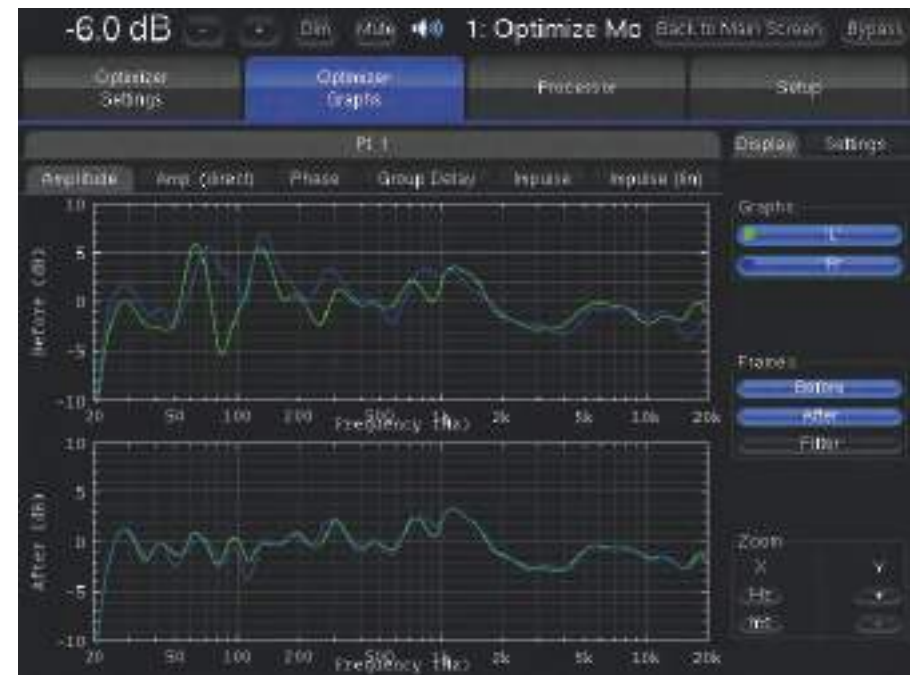 -6.0 dB - + Dim Mute 1: Optimize Mo Back to Main Screen Bypass
Optimizer Settings Optimizer Graphs Processor Setup
Pt. 1
Display Settings
Amplitude Amp. (direct) Phase Group Delay Impulse Impulse (lin)
Graphs
L
R
Before (dB)
10
5
0
-5
-10
20 50 100 200 500 1k 2k 5k 10k 20k
Frequency (Hz)
Frames
Before
After
Filter
After (dB)
10
5
0
-5
-10
20 50 100 200 500 1k 2k 5k 10k 20k
Frequency (Hz)
Zoom
X Y
Hz +
Int. -